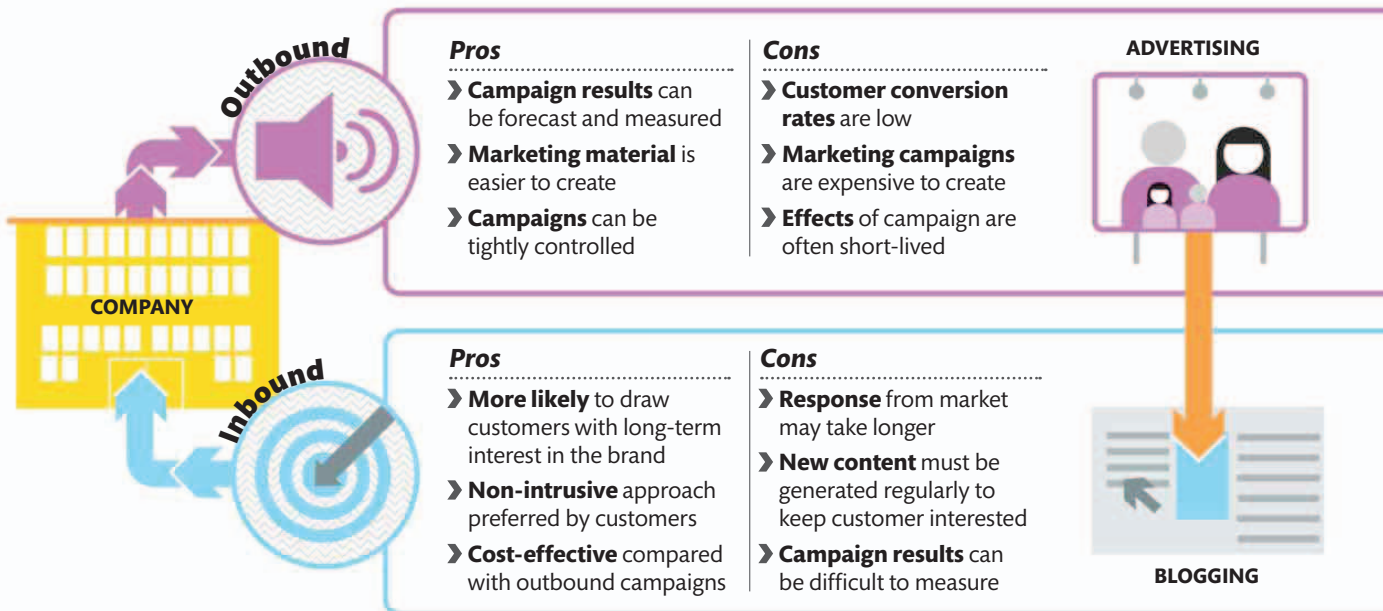 Outbound
Pros
❯ Campaign results can
be forecast and measured
❯ Marketing material is
easier to create
❯ Campaigns can be
tightly controlled
Cons
❯ Customer conversion
rates are low
❯ Marketing campaigns
are expensive to create
❯ Effects of campaign are
often short-lived
ADVERTISING
COMPANY
Inbound
Pros
❯ More likely to draw
customers with long-term
interest in the brand
❯ Non-intrusive approach
preferred by customers
❯ Cost-effective compared
with outbound campaigns
Cons
❯ Response from market
may take longer
❯ New content must be
generated regularly to
keep customer interested
❯ Campaign results can
be difficult to measure
BLOGGING